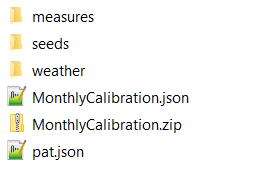 measures
seeds
weather
MonthlyCalibration.json
MonthlyCalibration.zip
pat.json